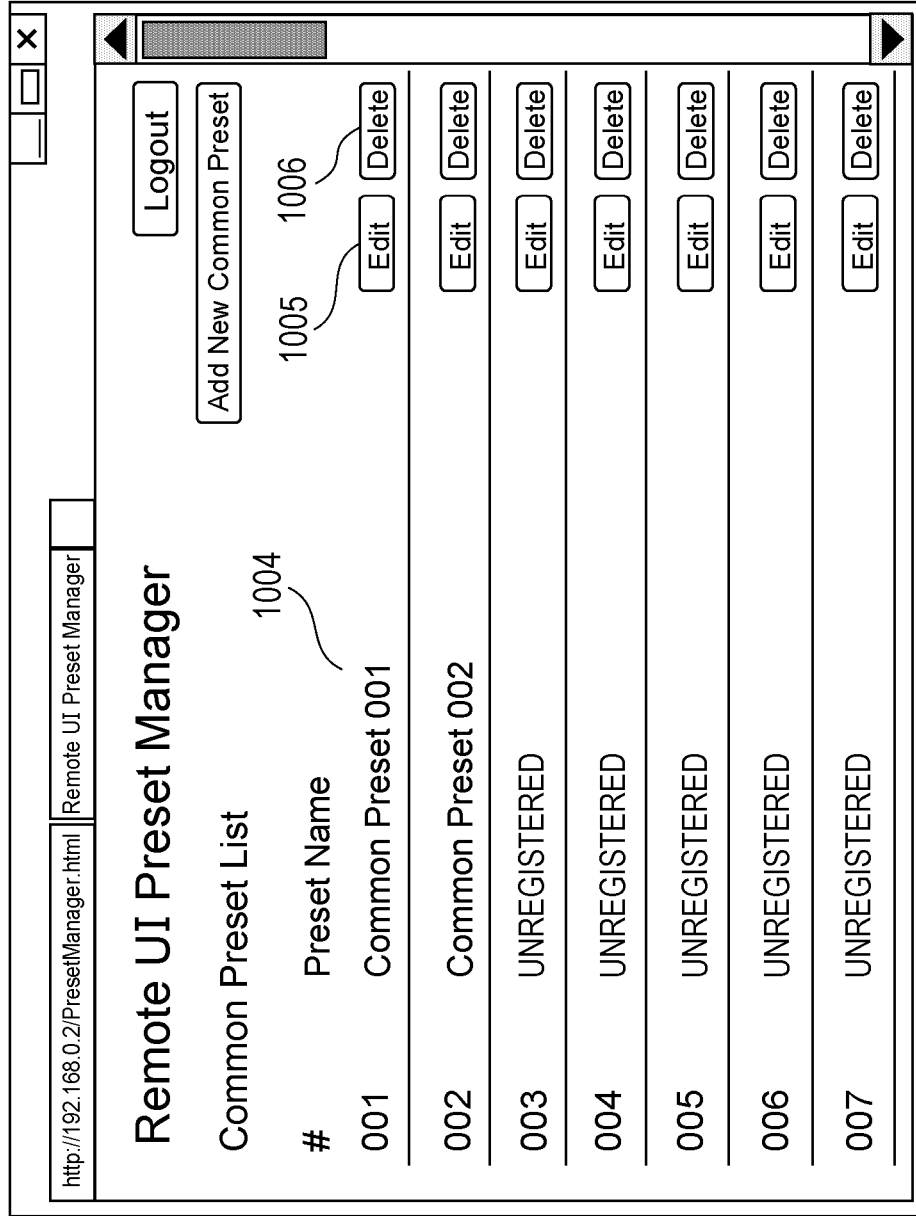 http://192.168.0.2/PresetManager.html Remote UI Preset Manager
Remote UI Preset Manager Logout
Common Preset List Add New Common Preset
1004 1005 1006
# Preset Name
001 Common Preset 001 Edit Delete
002 Common Preset 002 Edit Delete
003 UNREGISTERED Edit Delete
004 UNREGISTERED Edit Delete
005 UNREGISTERED Edit Delete
006 UNREGISTERED Edit Delete
007 UNREGISTERED Edit Delete